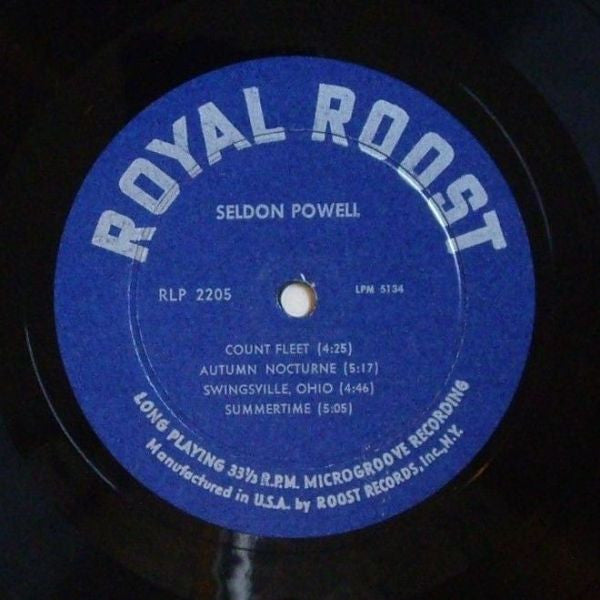 ROYAL ROOST
SELDON POWELL
RLP 2205
LPM 5134
COUNT FLEET (4:25)
AUTUMN NOCTURNE (5:17)
SWINGSVILLE, OHIO (4:46)
SUMMERTIME (5:05)
LONG PLAYING 33⅓ R.P.M. MICROGROOVE RECORDING
Manufactured in U.S.A. by ROOST RECORDS, Inc., N.Y.